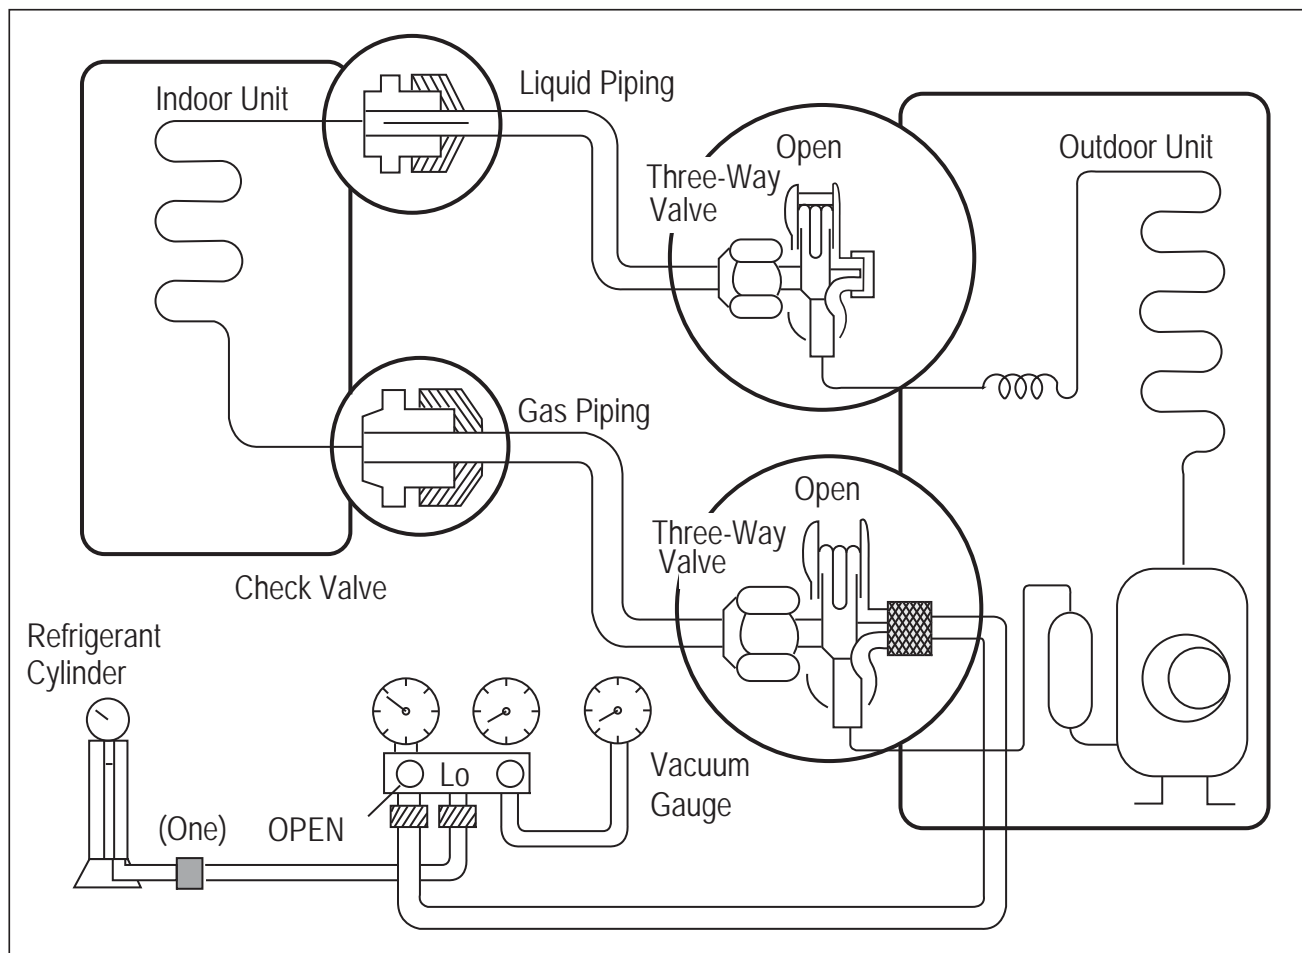 Indoor Unit
Liquid Piping
Open
Three-Way
Valve
Outdoor Unit
Gas Piping
Open
Three-Way
Valve
Check Valve
Refrigerant
Cylinder
(One)
OPEN
Lo
Vacuum
Gauge